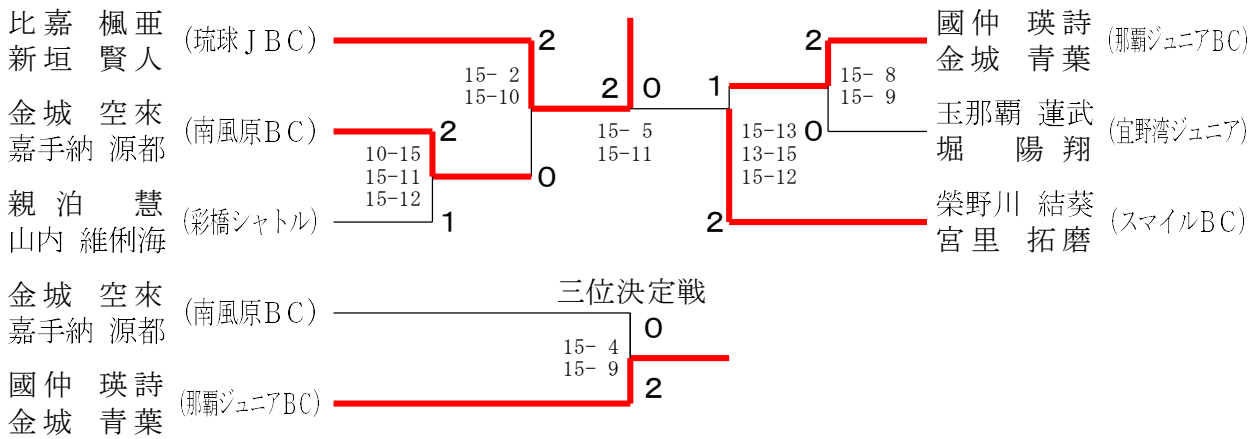 比嘉 楓亜
新垣 賢人
(琉球ＪＢＣ)
金城 空來
嘉手納 源都
(南風原ＢＣ)
親泊 慧
山内 維俐海
(彩橋シャトル)
2
15- 2
15-10
2
10-15
15-11
15-12
1
0
2
0
15- 5
15-11
1
15-13
13-15
15-12
2
2
15- 8
15- 9
0
國仲 瑛詩
金城 青葉
(那覇ジュニアBC)
玉那覇 蓮武
堀 陽翔
(宜野湾ジュニア)
榮野川 結葵
宮里 拓磨
(スマイルＢＣ)
三位決定戦
金城 空來
嘉手納 源都
(南風原ＢＣ)
國仲 瑛詩
金城 青葉
(那覇ジュニアBC)
0
15- 4
15- 9
2